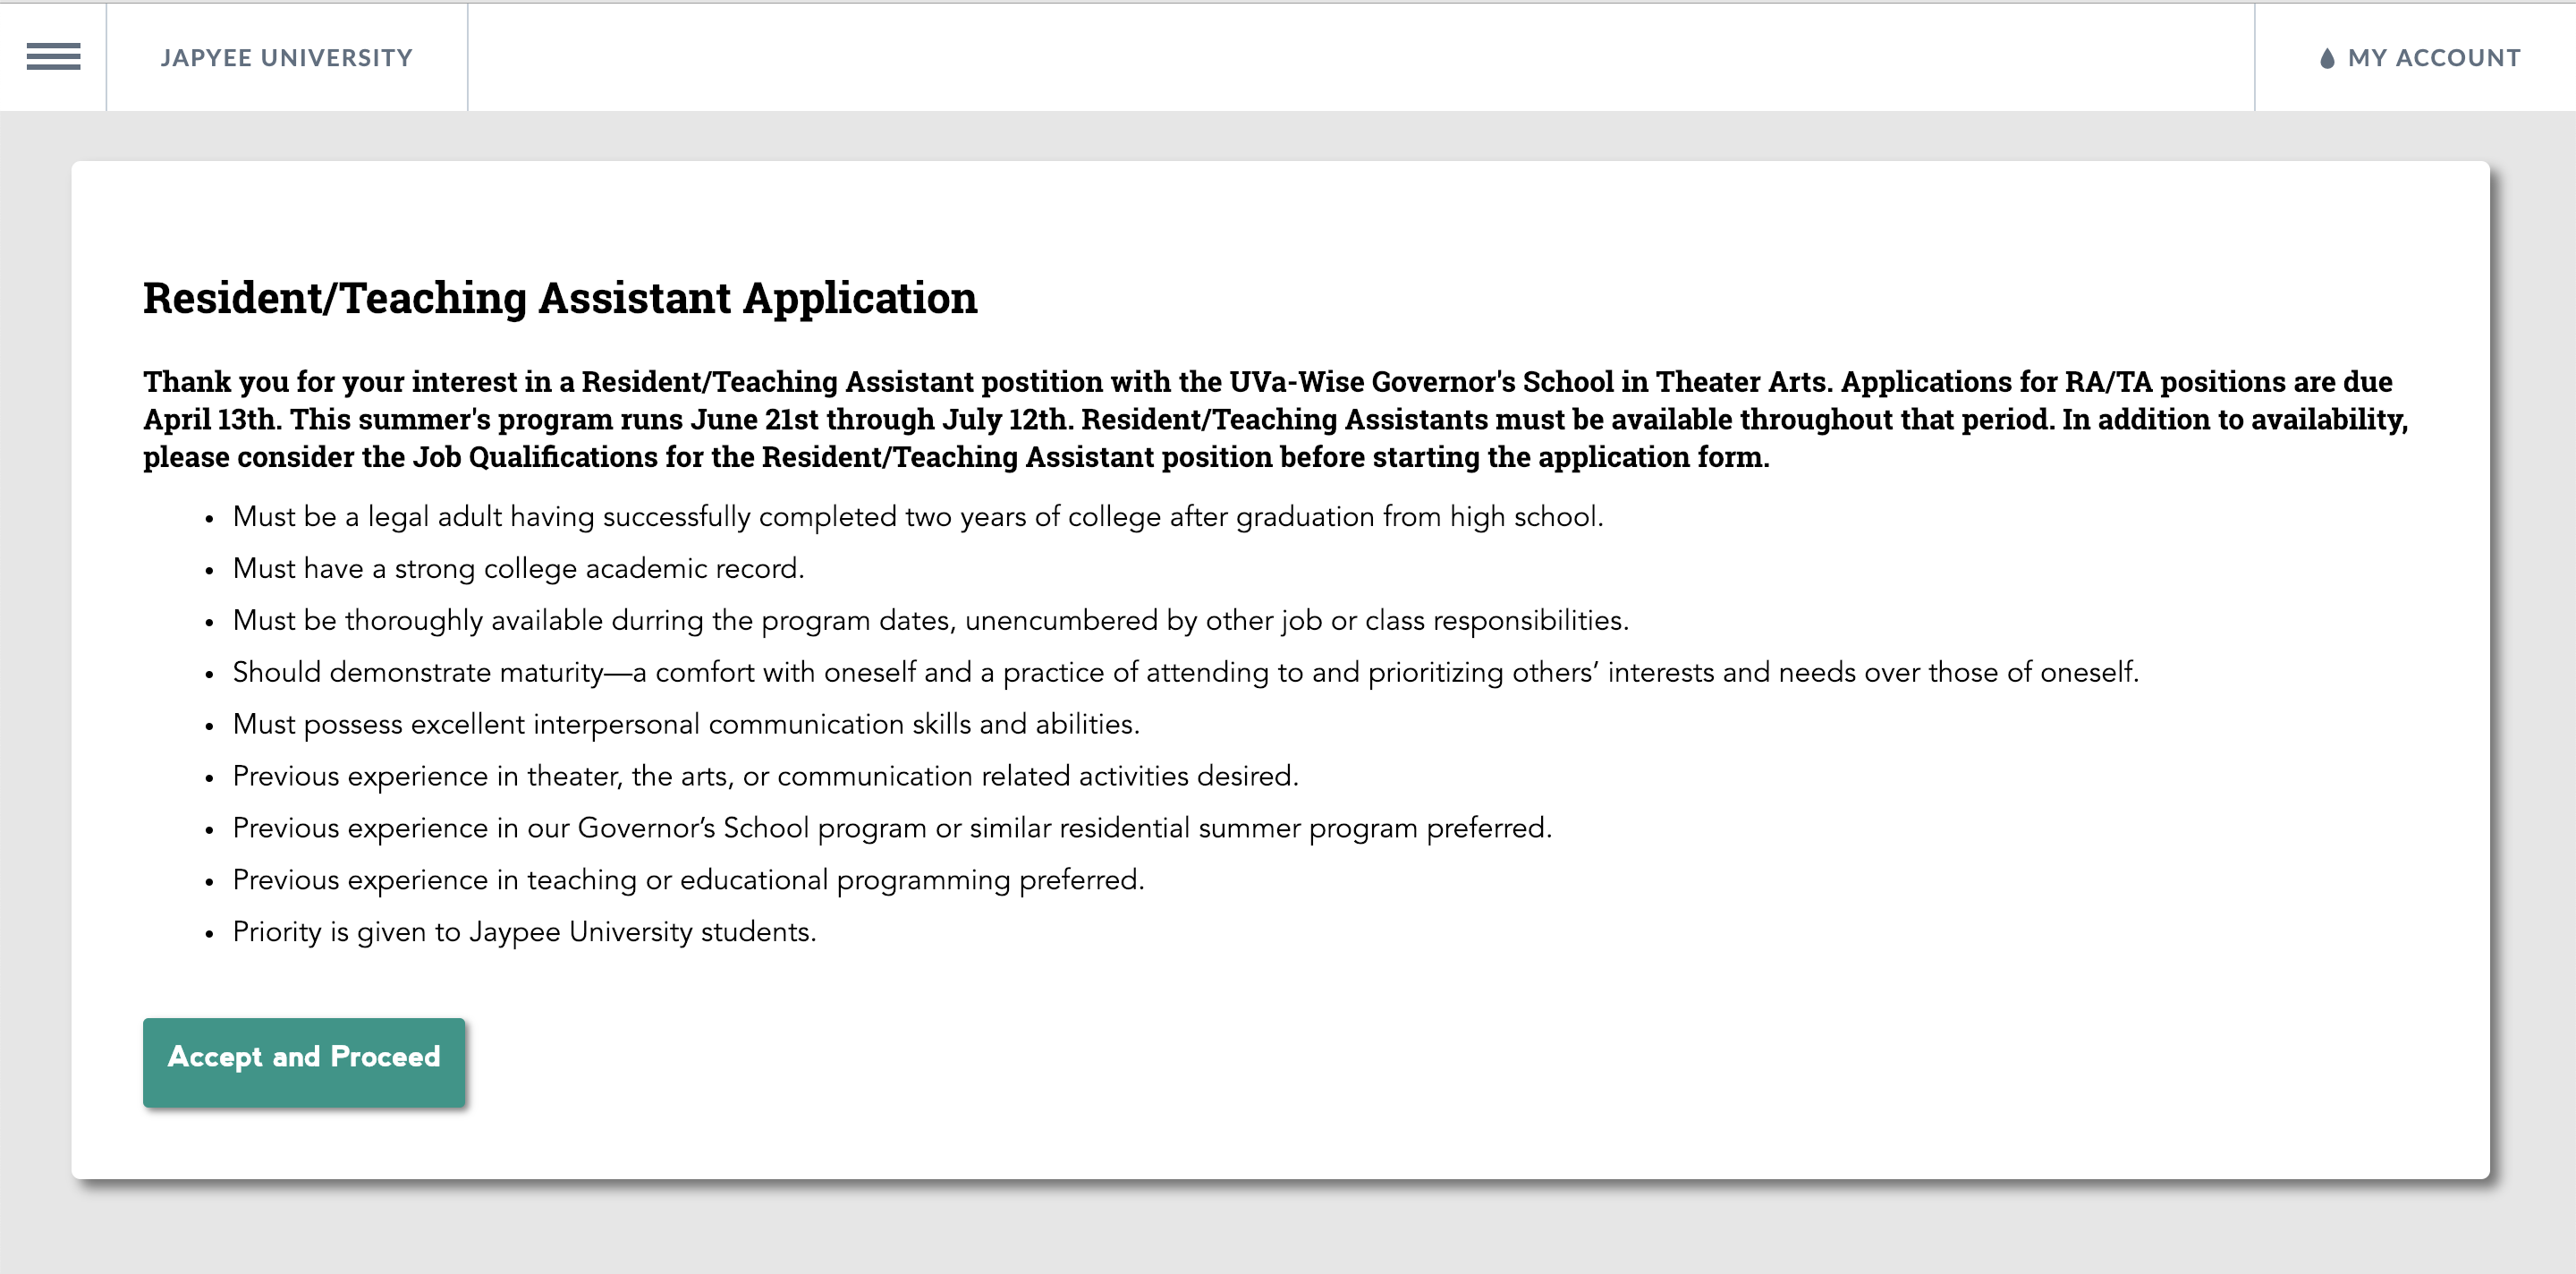 JAPYEE UNIVERSITY
MY ACCOUNT
Resident/Teaching Assistant Application
Thank you for your interest in a Resident/Teaching Assistant postition with the UVa-Wise Governor's School in Theater Arts. Applications for RA/TA positions are due
April 13th. This summer's program runs June 21st through July 12th. Resident/Teaching Assistants must be available throughout that period. In addition to availability,
please consider the Job Qualifications for the Resident/Teaching Assistant position before starting the application form.
• Must be a legal adult having successfully completed two years of college after graduation from high school.
• Must have a strong college academic record.
• Must be thoroughly available durring the program dates, unencumbered by other job or class responsibilities.
• Should demonstrate maturity—a comfort with oneself and a practice of attending to and prioritizing others’ interests and needs over those of oneself.
• Must possess excellent interpersonal communication skills and abilities.
• Previous experience in theater, the arts, or communication related activities desired.
• Previous experience in our Governor’s School program or similar residential summer program preferred.
• Previous experience in teaching or educational programming preferred.
• Priority is given to Jaypee University students.
Accept and Proceed